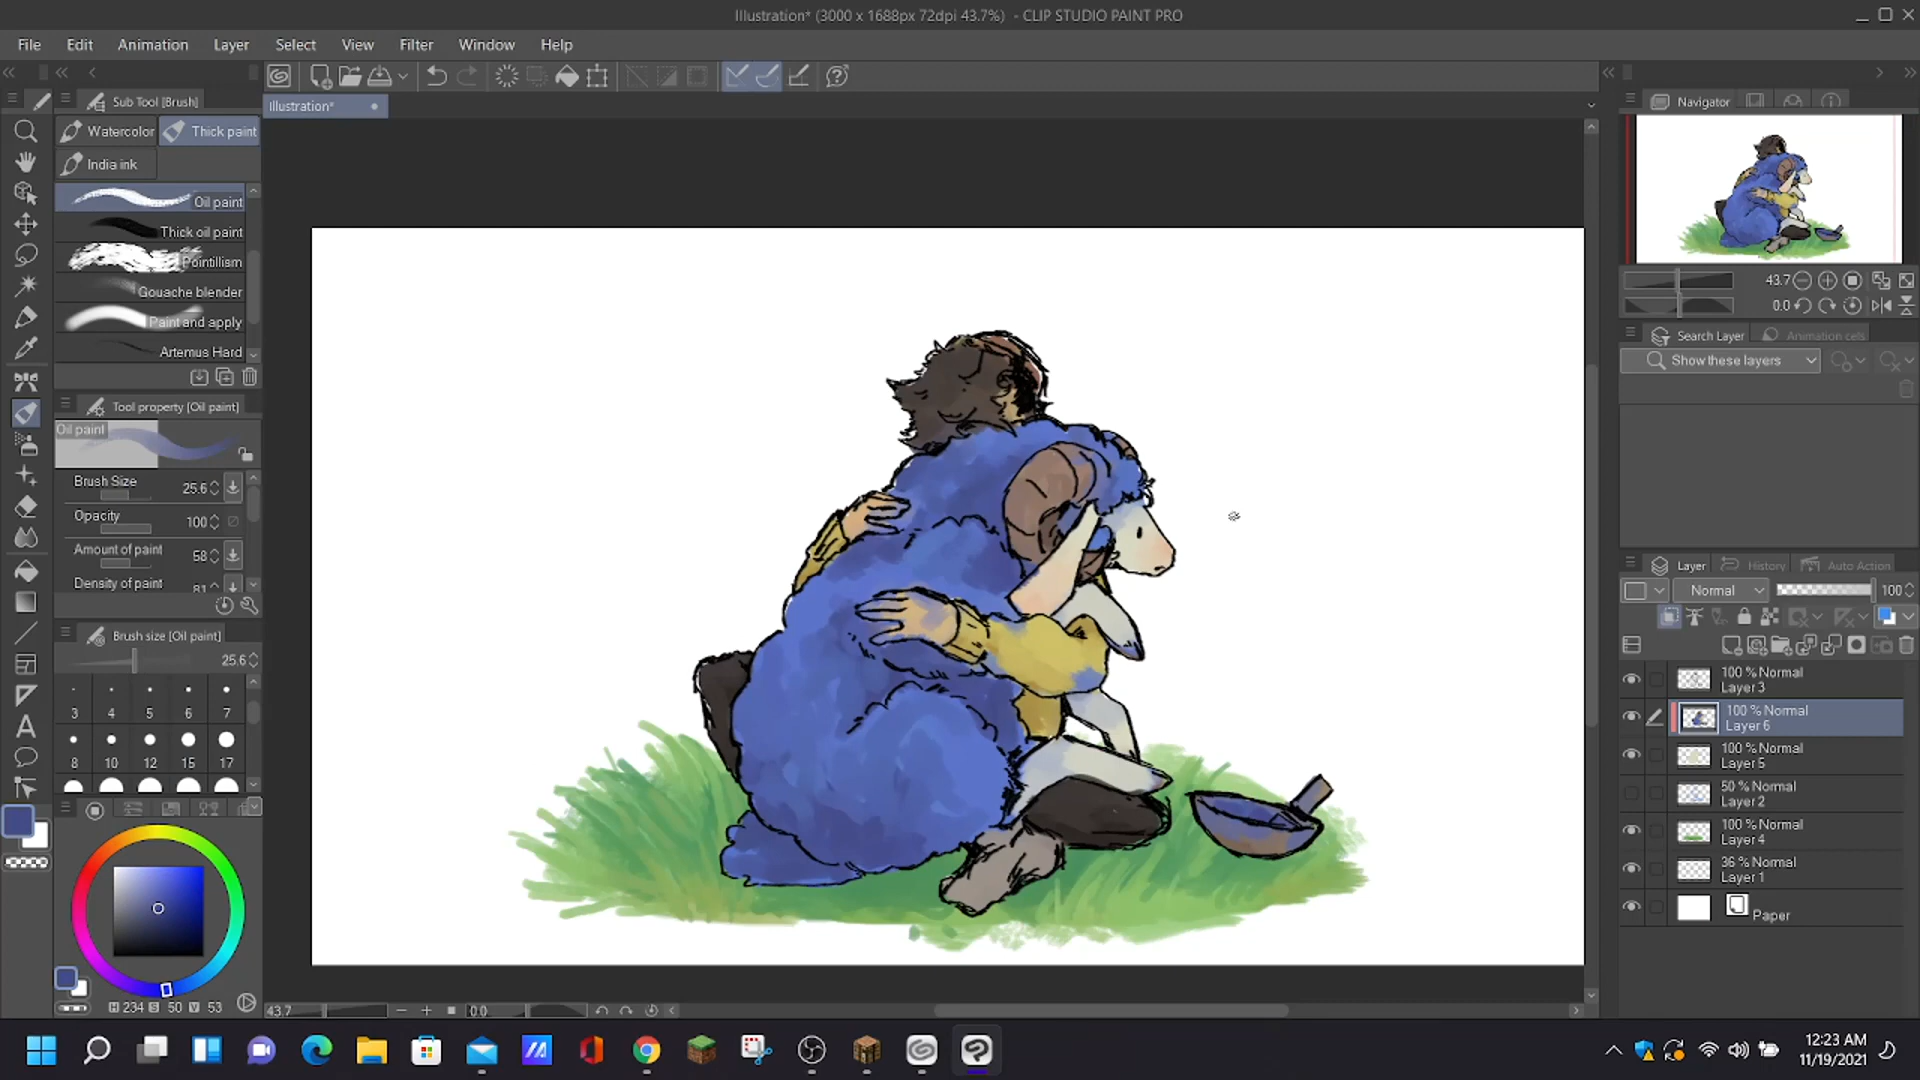 Illustration* (3000 x 1688px 72dpi 43.7%) - CLIP STUDIO PAINT PRO
File Edit Animation Layer Select View Filter Window Help
Sub Tool [Brush]
Illustration*
Navigator
Watercolor Thick paint
India ink
Oil paint
Thick oil paint
Pointillism
Gouache blender
Paint and apply
Artemus Hard
43.7
0.0
Search Layer Animation cels
Show these layers
Tool property [Oil paint]
Oil paint
Brush Size 25.6
Opacity 100
Amount of paint 58
Density of paint 81
Brush size [Oil paint]
25.6
3 4 5 6 7
8 10 12 15 17
H 234 S 50 V 53
Layer History Auto Action
Normal 100
100 % Normal
Layer 3
100 % Normal
Layer 6
100 % Normal
Layer 5
50 % Normal
Layer 2
100 % Normal
Layer 4
36 % Normal
Layer 1
Paper
43.7 0.0
12:23 AM
11/19/2021